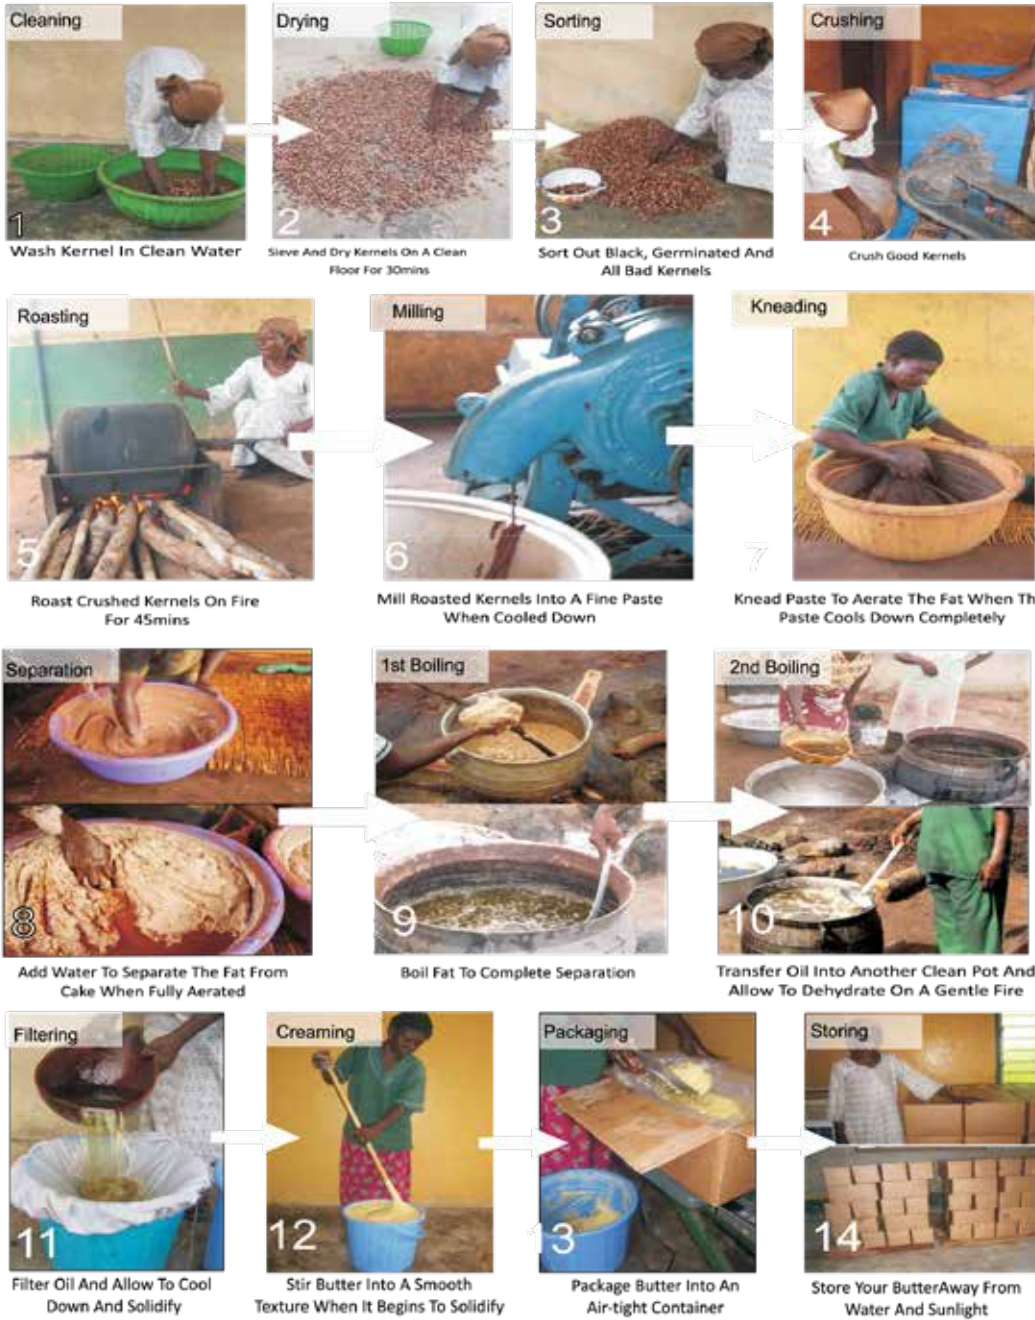 Cleaning
Drying
Sorting
Crushing
1
2
3
4
Wash Kernel In Clean Water
Sieve And Dry Kernels On A Clean
Floor For 30mins
Sort Out Black, Germinated And
All Bad Kernels
Crush Good Kernels
Roasting
Milling
Kneading
5
6
7
Roast Crushed Kernels On Fire
For 45mins
Mill Roasted Kernels Into A Fine Paste
When Cooled Down
Knead Paste To Aerate The Fat When Th
Paste Cools Down Completely
Separation
1st Boiling
2nd Boiling
8
9
10
Add Water To Separate The Fat From
Cake When Fully Aerated
Boil Fat To Complete Separation
Transfer Oil Into Another Clean Pot And
Allow To Dehydrate On A Gentle Fire
Filtering
Creaming
Packaging
Storing
11
12
13
14
Filter Oil And Allow To Cool
Down And Solidify
Stir Butter Into A Smooth
Texture When It Begins To Solidify
Package Butter Into An
Air-tight Container
Store Your ButterAway From
Water And Sunlight